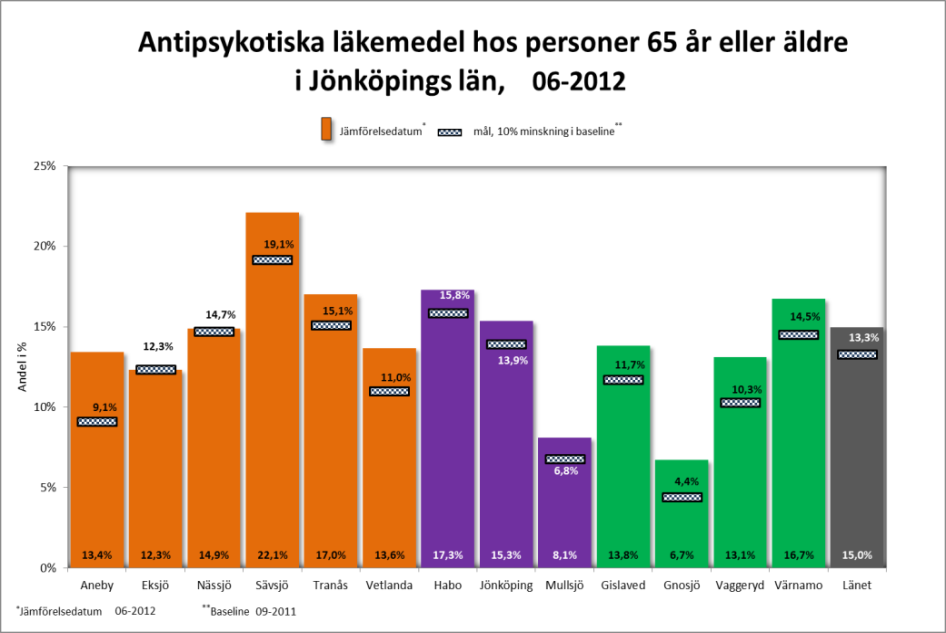 Antipsykotiska läkemedel hos personer 65 år eller äldre
i Jönköpings län, 06-2012
Jämförelsedatum* mål, 10% minskning i baseline**
25%
20%
15%
10%
5%
0%
Andel i %
9,1% 12,3% 14,7% 19,1% 15,1% 11,0% 15,8% 13,9% 6,8% 11,7% 4,4% 10,3% 14,5% 13,3%
13,4% 12,3% 14,9% 22,1% 17,0% 13,6% 17,3% 15,3% 8,1% 13,8% 6,7% 13,1% 16,7% 15,0%
Aneby Eksjö Nässjö Sävsjö Tranås Vetlanda Habo Jönköping Mullsjö Gislaved Gnosjö Vaggeryd Värnamo Länet
*Jämförelsedatum 06-2012 **Baseline 09-2011